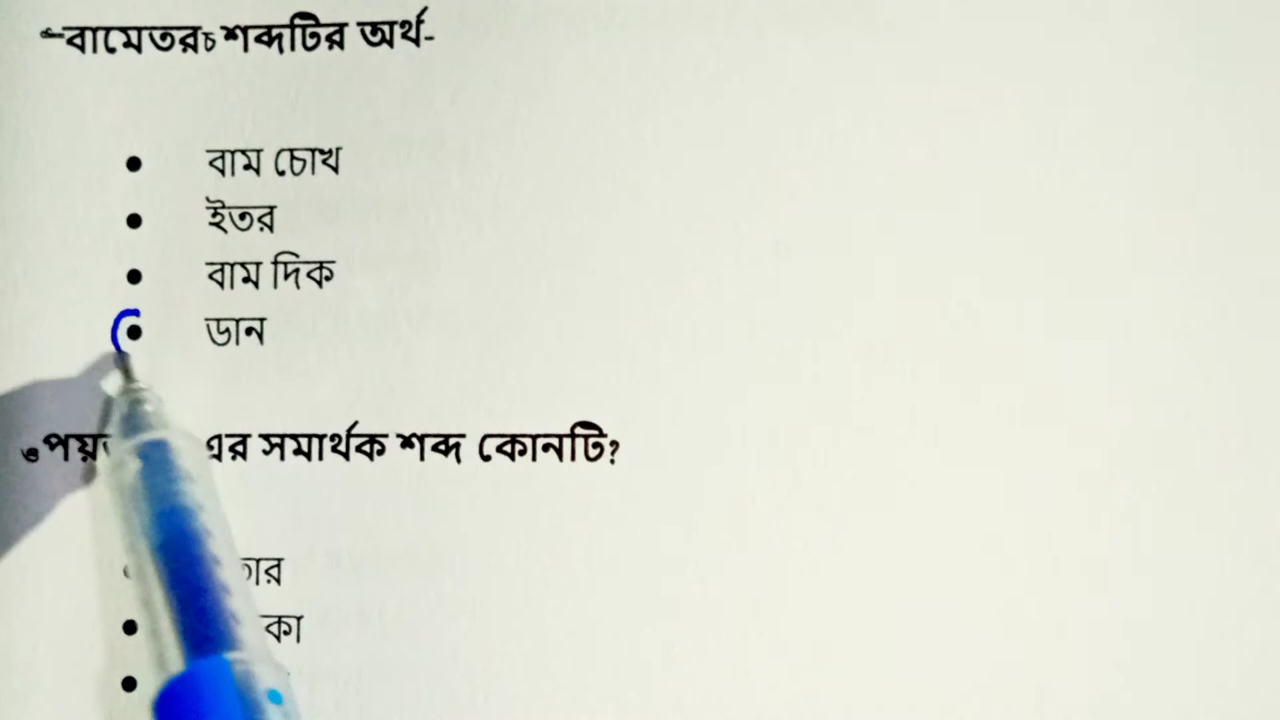 বামেতর শব্দটির অর্থ-
• বাম চোখ
• ইতর
• বাম দিক
• ডান
এর সমার্থক শব্দ কোনটি?